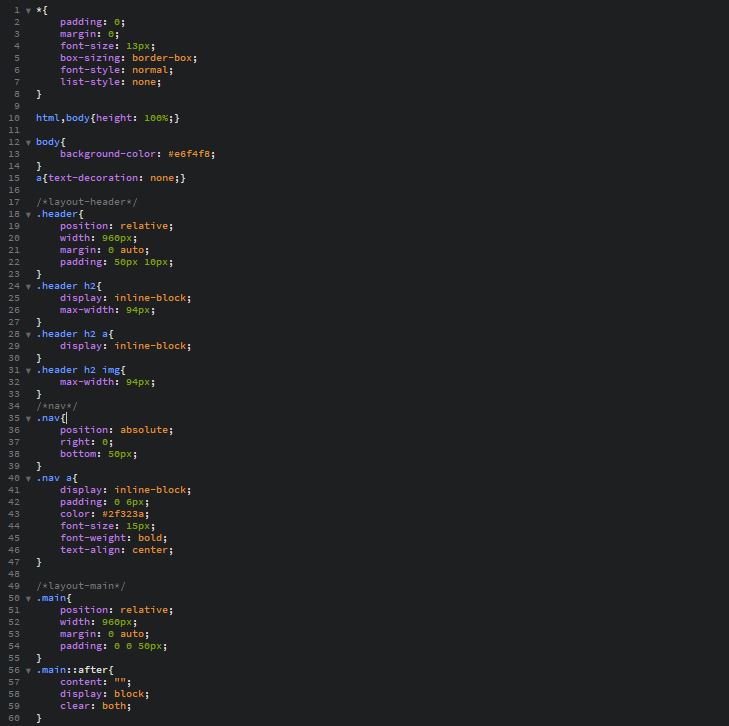 1 ▼ *{
2 padding: 0;
3 margin: 0;
4 font-size: 13px;
5 box-sizing: border-box;
6 font-style: normal;
7 list-style: none;
8 }
9
10 html,body{height: 100%;}
11
12 ▼ body{
13 background-color: #e6f4f8;
14 }
15 a{text-decoration: none;}
16
17 /*layout-header*/
18 ▼ .header{
19 position: relative;
20 width: 960px;
21 margin: 0 auto;
22 padding: 50px 10px;
23 }
24 ▼ .header h2{
25 display: inline-block;
26 max-width: 94px;
27 }
28 ▼ .header h2 a{
29 display: inline-block;
30 }
31 ▼ .header h2 img{
32 max-width: 94px;
33 }
34 /*nav*/
35 ▼ .nav{
36 position: absolute;
37 right: 0;
38 bottom: 50px;
39 }
40 ▼ .nav a{
41 display: inline-block;
42 padding: 0 6px;
43 color: #2f323a;
44 font-size: 15px;
45 font-weight: bold;
46 text-align: center;
47 }
48
49 /*layout-main*/
50 ▼ .main{
51 position: relative;
52 width: 960px;
53 margin: 0 auto;
54 padding: 0 0 50px;
55 }
56 ▼ .main::after{
57 content: "";
58 display: block;
59 clear: both;
60 }